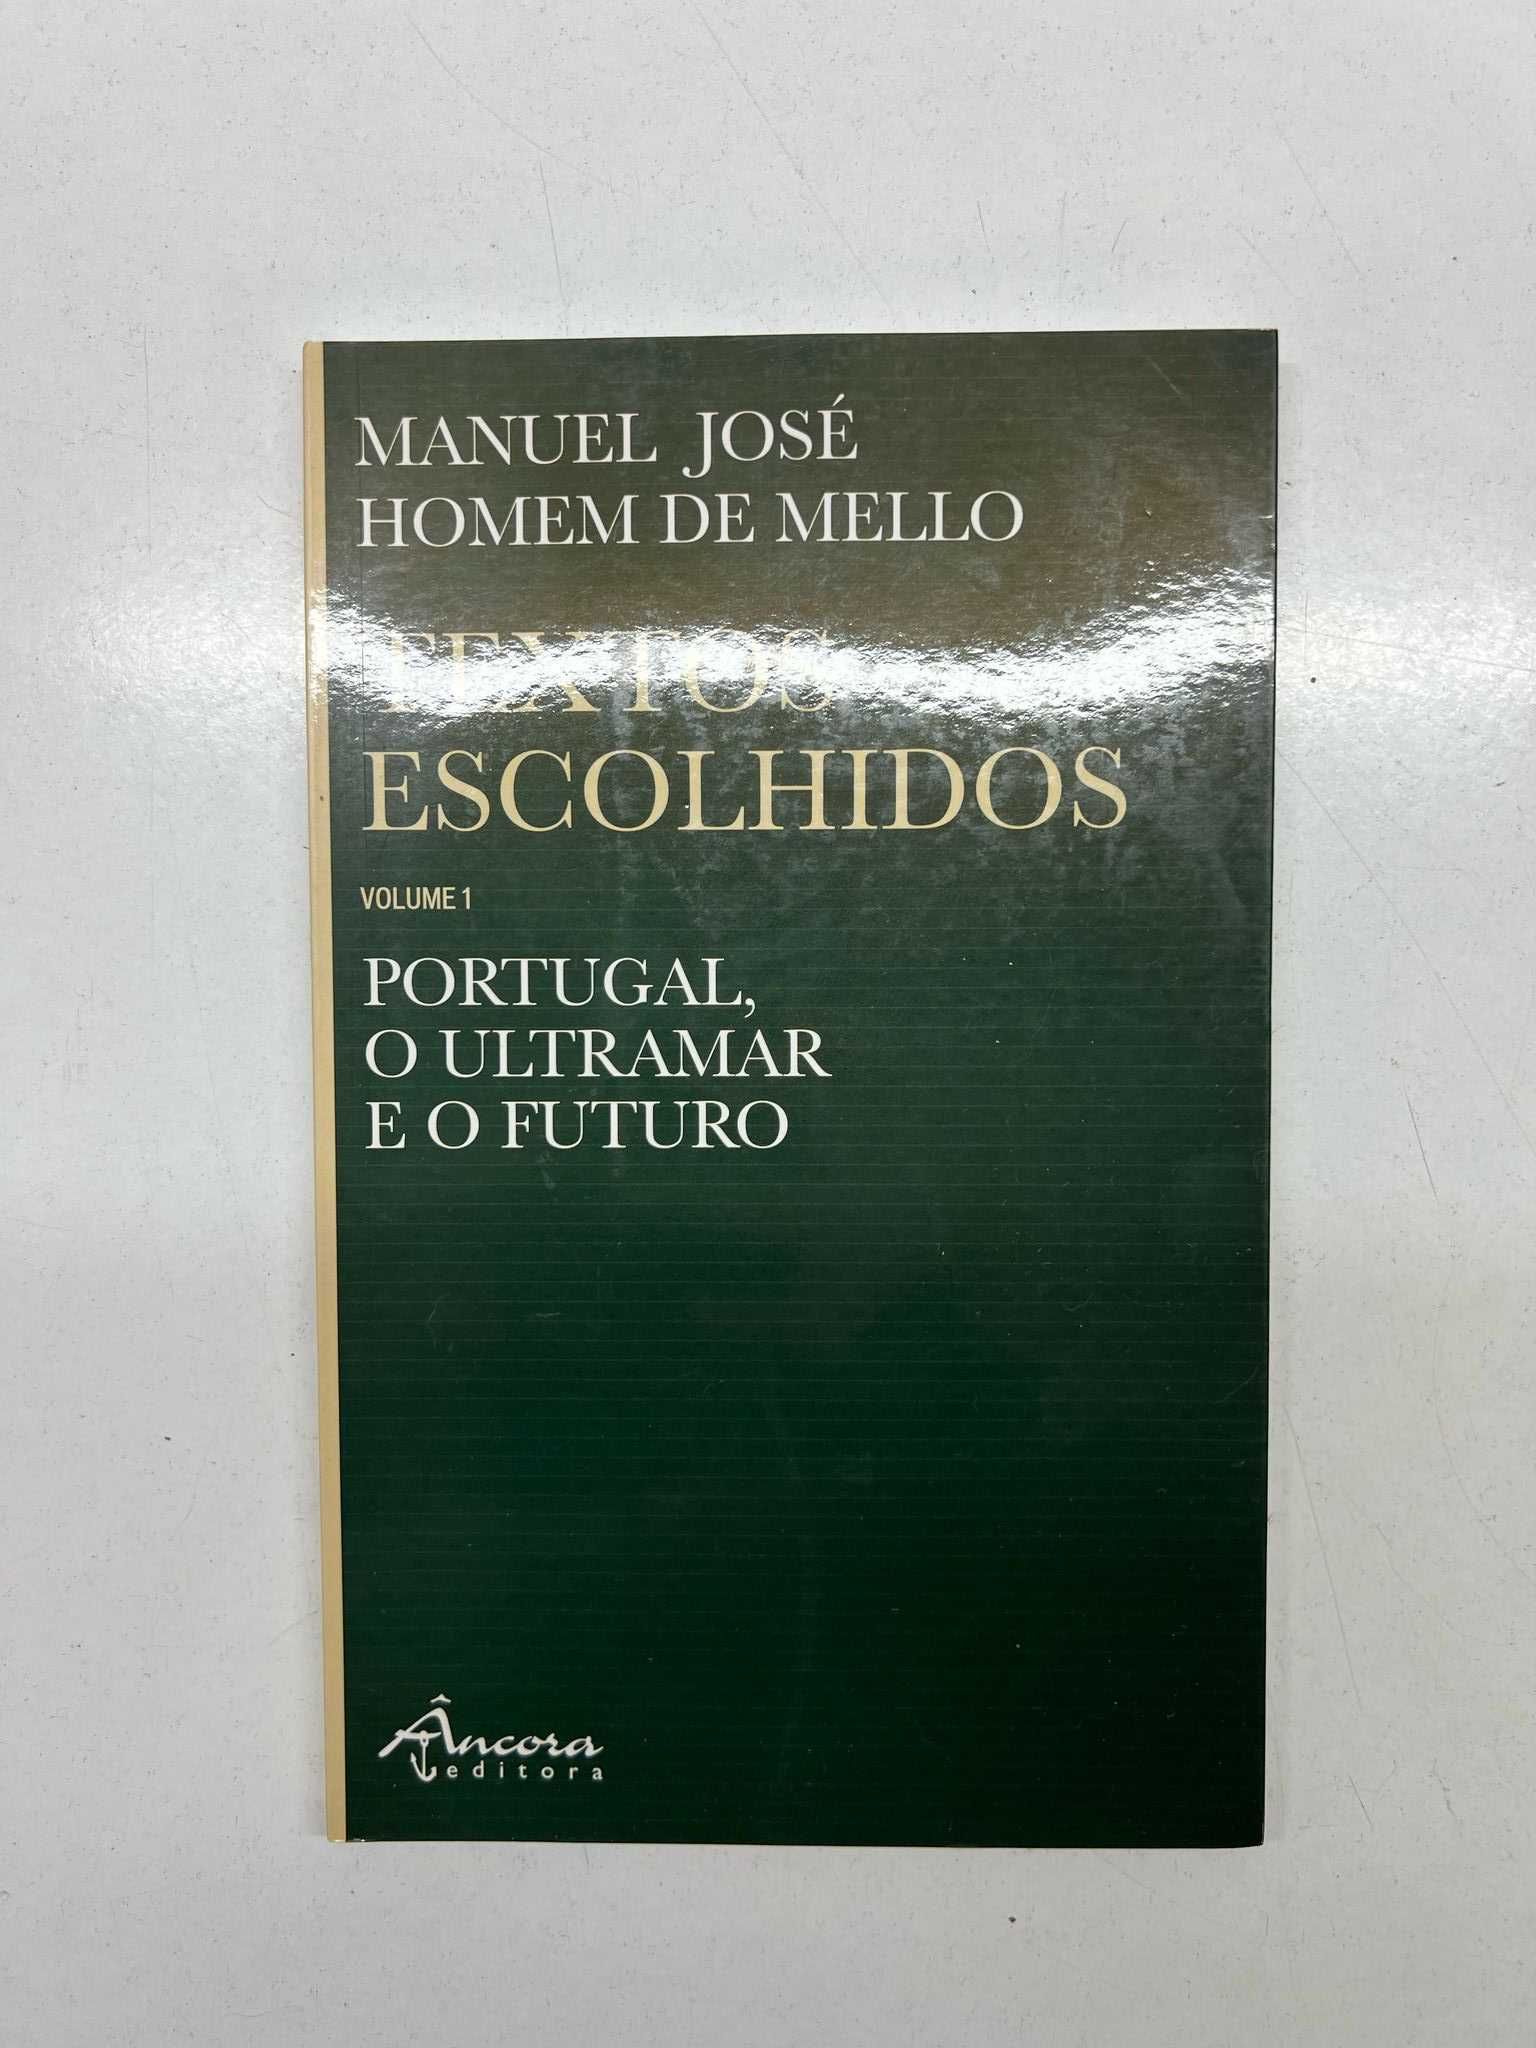 MANUEL JOSÉ
HOMEM DE MELLO
TEXTOS
ESCOLHIDOS
VOLUME 1
PORTUGAL,
O ULTRAMAR
E O FUTURO
Âncora
editora